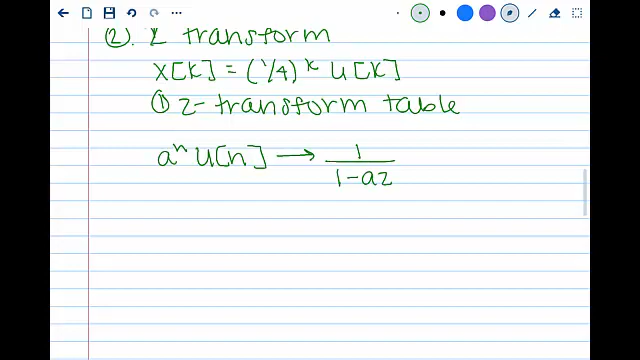 ②. Z transform
x[k] = (1/4)^k u[k]
① z-transform table
a^n u[n] → 1/(1-az)